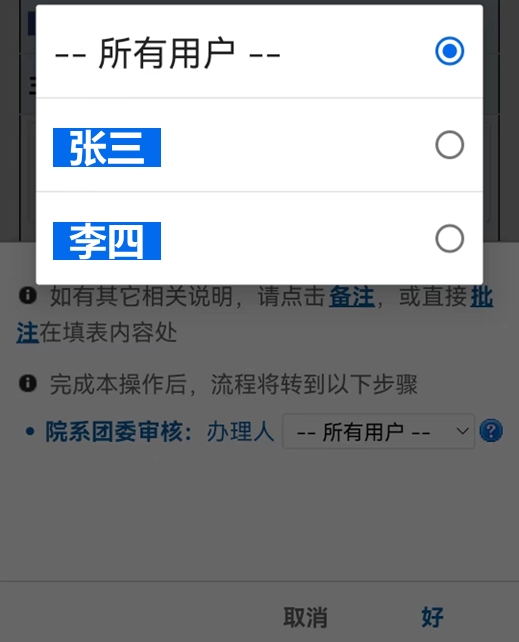 -- 所有用户 --
张三
李四
如有其它相关说明，请点击备注，或直接批
注在填表内容处
完成本操作后，流程将转到以下步骤
• 院系团委审核：办理人 -- 所有用户 --
取消 好